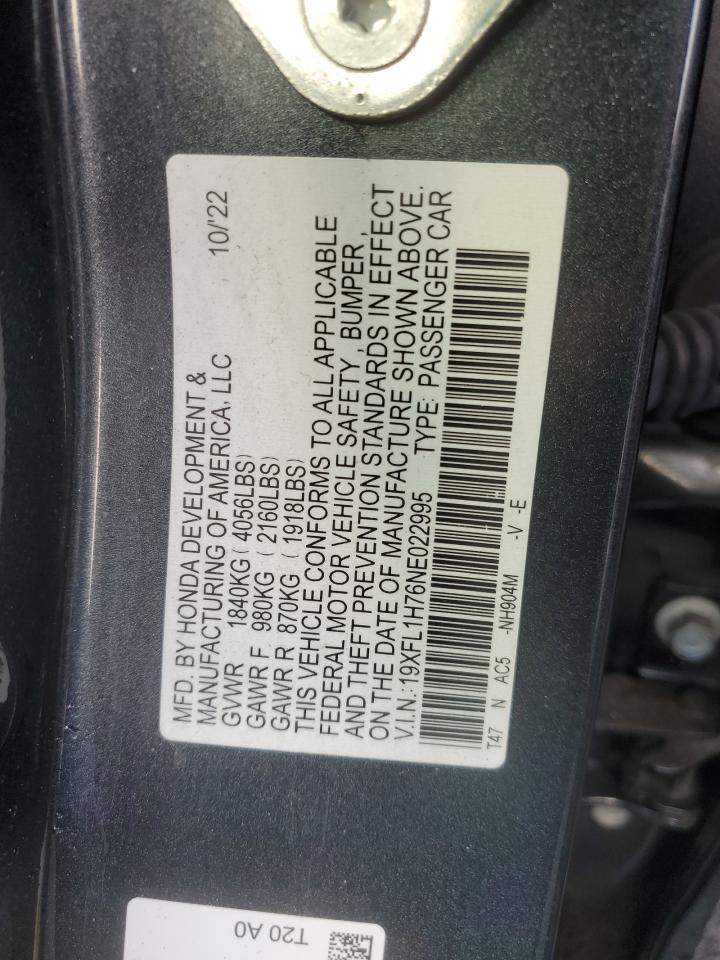 MFD. BY HONDA DEVELOPMENT &
MANUFACTURING OF AMERICA, LLC 10/'22
GVWR 1840KG ( 4056LBS)
GAWR F 980KG ( 2160LBS)
GAWR R 870KG ( 1918LBS)
THIS VEHICLE CONFORMS TO ALL APPLICABLE
FEDERAL MOTOR VEHICLE SAFETY , BUMPER ,
AND THEFT PREVENTION STANDARDS IN EFFECT
ON THE DATE OF MANUFACTURE SHOWN ABOVE.
V.I.N.:19XFL1H76NE022995 TYPE: PASSENGER CAR
T47 N AC5 -NH904M -V -E
T20 A0